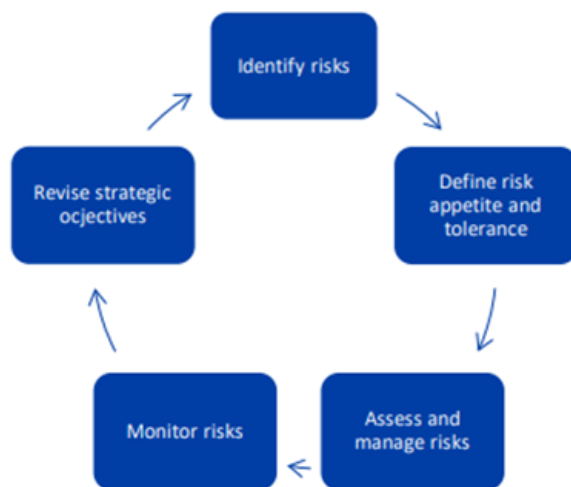 Identify risks
Define risk
appetite and
tolerance
Assess and
manage risks
Monitor risks
Revise strategic
ocjectives